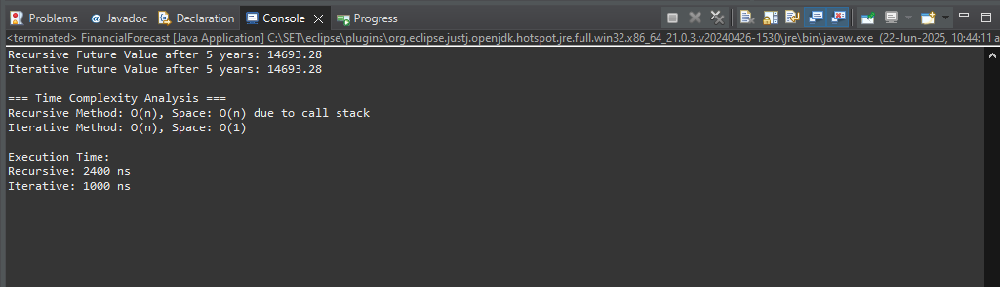 Problems Javadoc Declaration Console Progress
<terminated> FinancialForecast [Java Application] C:\SET\eclipse\plugins\org.eclipse.justj.openjdk.hotspot.jre.full.win32.x86_64_21.0.3.v20240426-1530\jre\bin\javaw.exe (22-Jun-2025, 10:44:11 a
Recursive Future Value after 5 years: 14693.28
Iterative Future Value after 5 years: 14693.28
=== Time Complexity Analysis ===
Recursive Method: O(n), Space: O(n) due to call stack
Iterative Method: O(n), Space: O(1)
Execution Time:
Recursive: 2400 ns
Iterative: 1000 ns